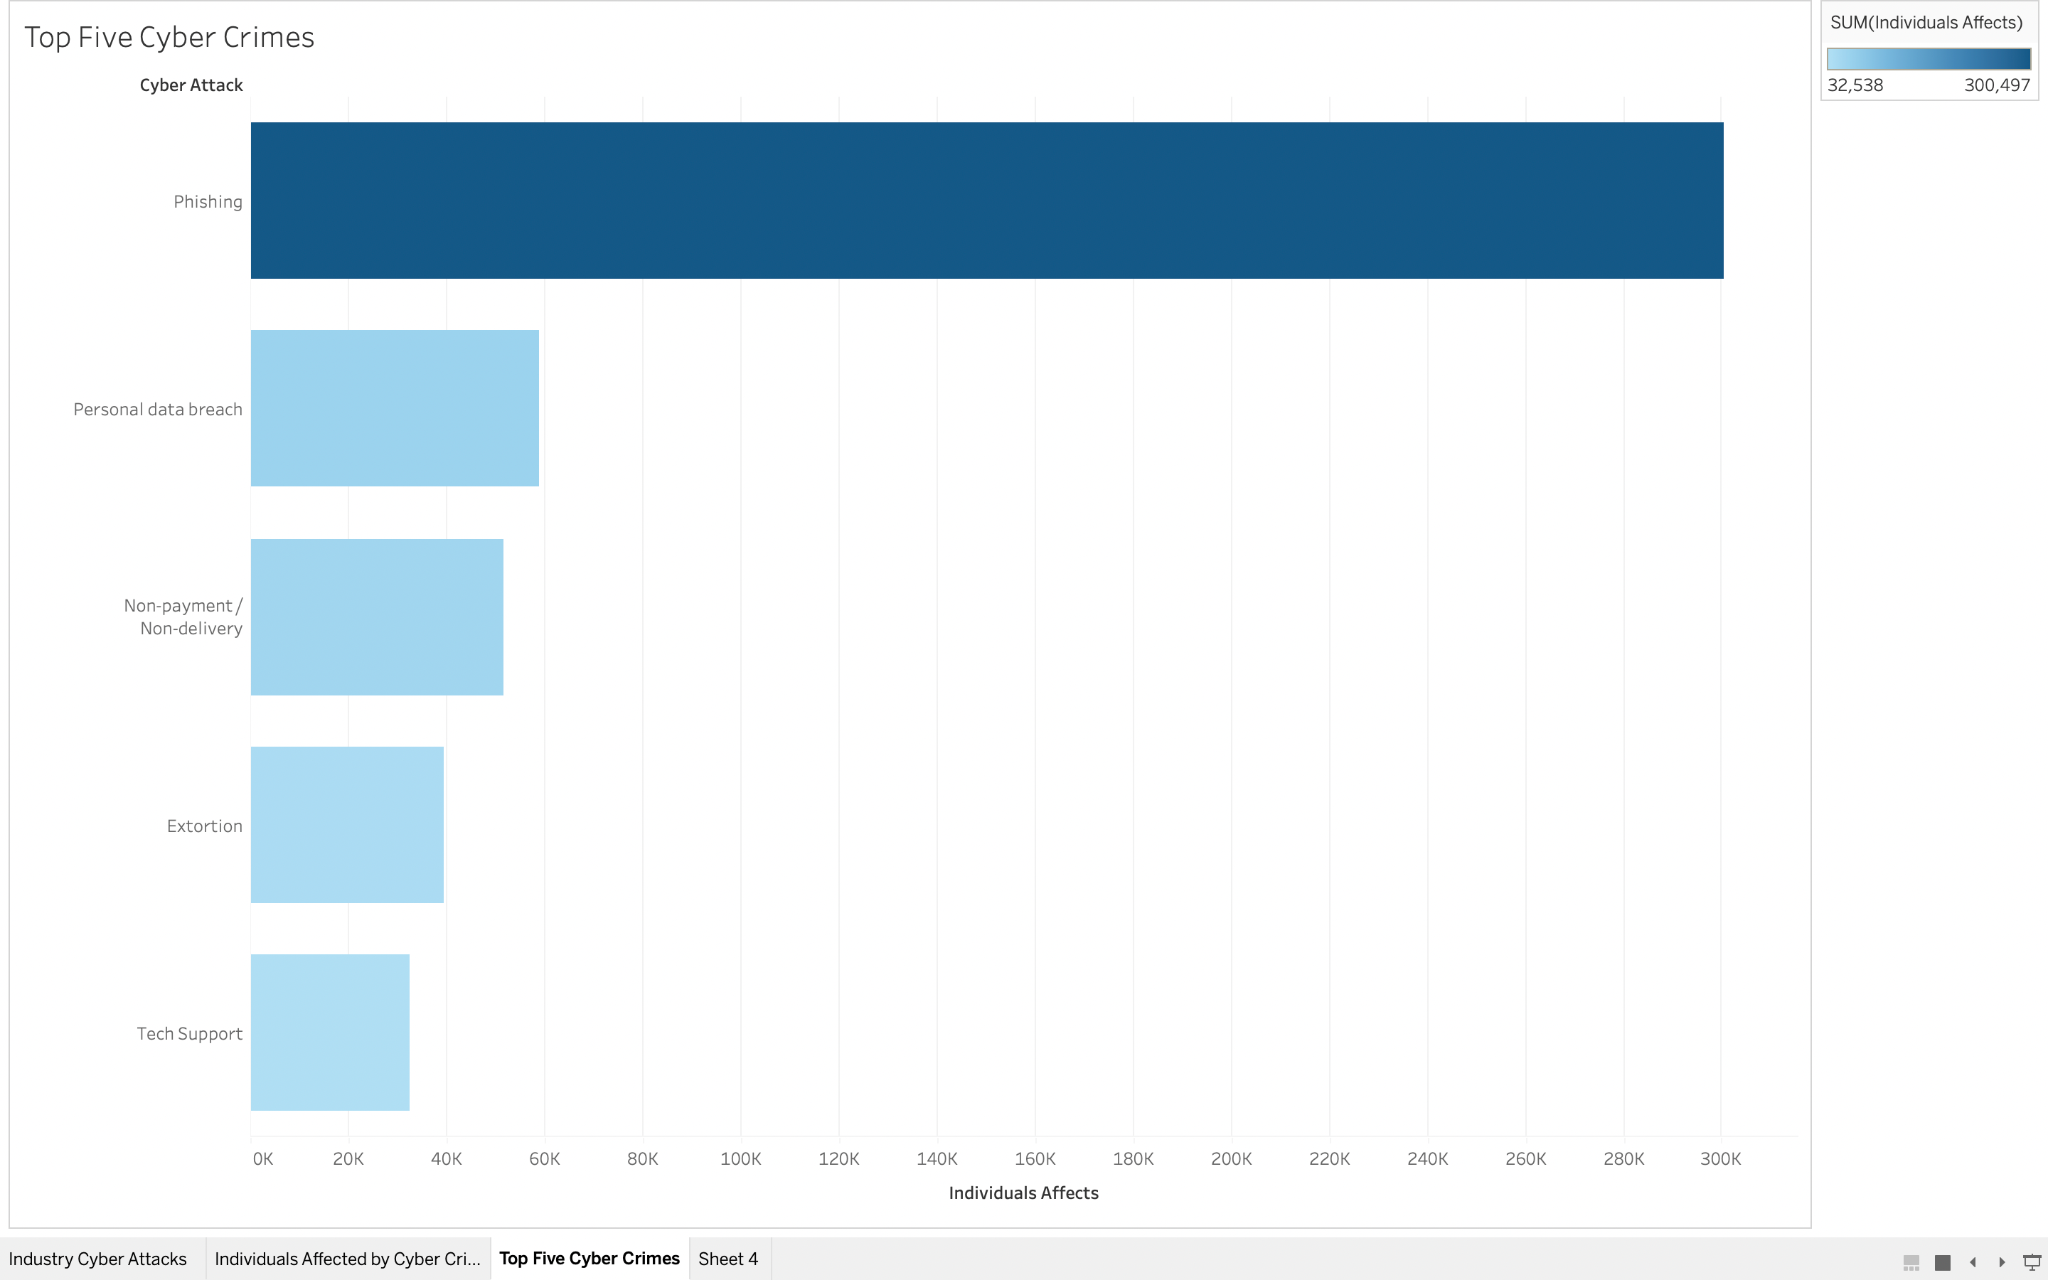 Top Five Cyber Crimes
SUM(Individuals Affects)
32,538 300,497
Cyber Attack
Phishing
Personal data breach
Non-payment /
Non-delivery
Extortion
Tech Support
0K 20K 40K 60K 80K 100K 120K 140K 160K 180K 200K 220K 240K 260K 280K 300K
Individuals Affects
Industry Cyber Attacks Individuals Affected by Cyber Cri... Top Five Cyber Crimes Sheet 4